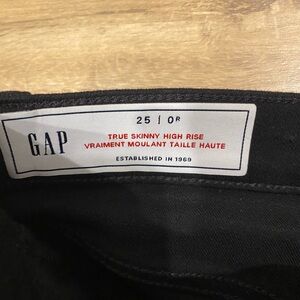 25 | 0ᴿ
GAP
TRUE SKINNY HIGH RISE
VRAIMENT MOULANT TAILLE HAUTE
ESTABLISHED IN 1969